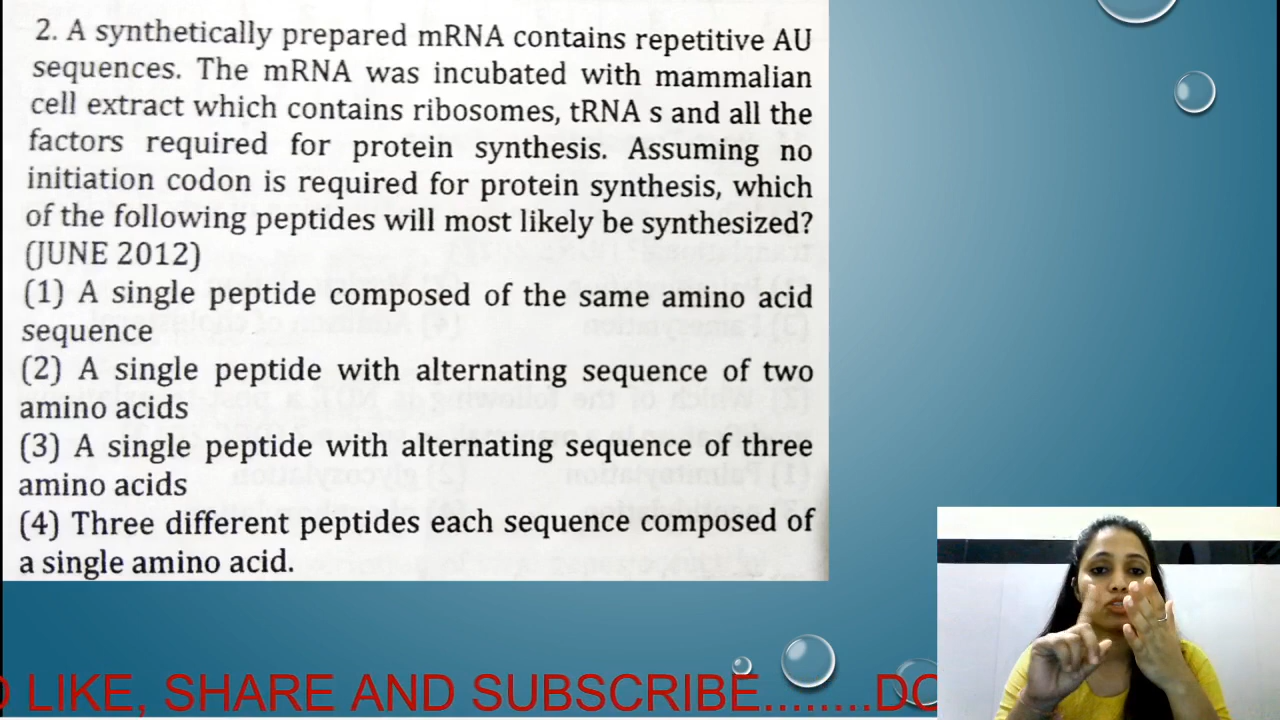 2. A synthetically prepared mRNA contains repetitive AU
sequences. The mRNA was incubated with mammalian
cell extract which contains ribosomes, tRNA s and all the
factors required for protein synthesis. Assuming no
initiation codon is required for protein synthesis, which
of the following peptides will most likely be synthesized?
(JUNE 2012)
(1) A single peptide composed of the same amino acid
sequence
(2) A single peptide with alternating sequence of two
amino acids
(3) A single peptide with alternating sequence of three
amino acids
(4) Three different peptides each sequence composed of
a single amino acid.
LIKE, SHARE AND SUBSCRIBE........